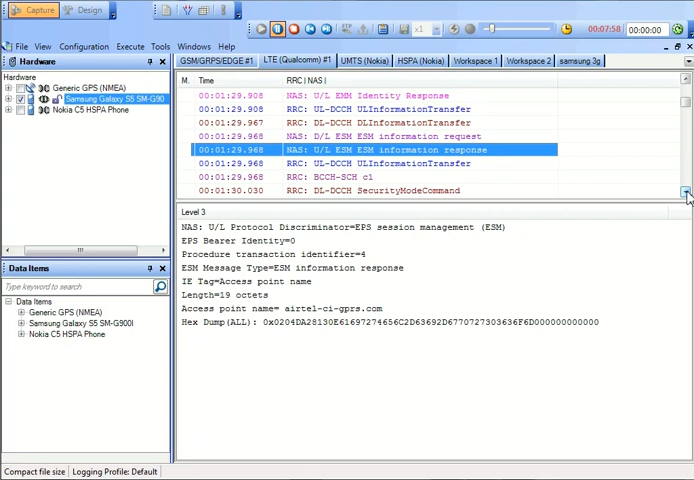 Capture Design
x1 00:07:58 00:00:00
File View Configuration Execute Tools Windows Help
Hardware
Hardware
Generic GPS (NMEA)
Samsung Galaxy S5 SM-G90
Nokia C5 HSPA Phone
Data Items
Type keywords to search
Data Items
Generic GPS (NMEA)
Samsung Galaxy S5 SM-G900I
Nokia C5 HSPA Phone
GSM/GPRS/EDGE #1 LTE (Qualcomm) #1 UMTS (Nokia) HSPA (Nokia) Workspace 1 Workspace 2 samsung 3g
M. Time RRC | NAS |
00:01:29.908 NAS: U/L EMM Identity Response
00:01:29.908 RRC: UL-DCCH ULInformationTransfer
00:01:29.967 RRC: DL-DCCH DLInformationTransfer
00:01:29.968 NAS: D/L ESM ESM information request
00:01:29.968 NAS: U/L ESM ESM information response
00:01:29.968 RRC: UL-DCCH ULInformationTransfer
00:01:29.968 RRC: BCCH-SCH c1
00:01:30.030 RRC: DL-DCCH SecurityModeCommand
Level 3
NAS: U/L Protocol Discriminator=EPS session management (ESM)
EPS Bearer Identity=0
Procedure transaction identifier=4
ESM Message Type=ESM information response
IE Tag=Access point name
Length=19 octets
Access point name= airtel-ci-gprs.com
Hex Dump(ALL): 0x0204DA28130E61697274656C2D63692D6770727303636F6D000000000000
Compact file size Logging Profile: Default